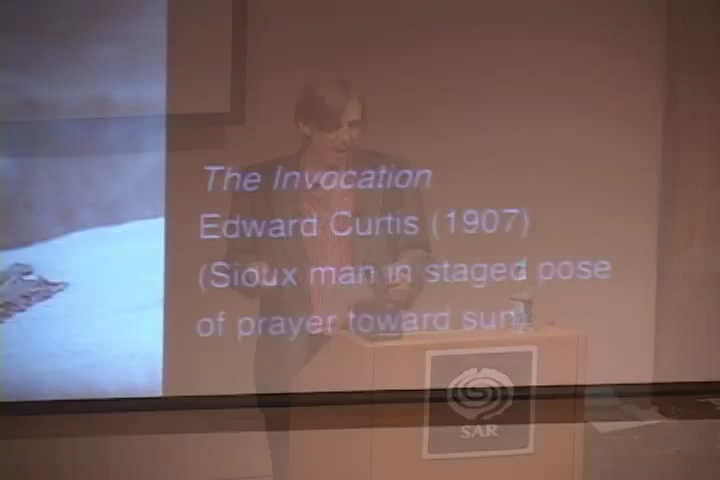 The Invocation
Edward Curtis (1907)
(Sioux man in staged pose
of prayer toward sun)
SAR